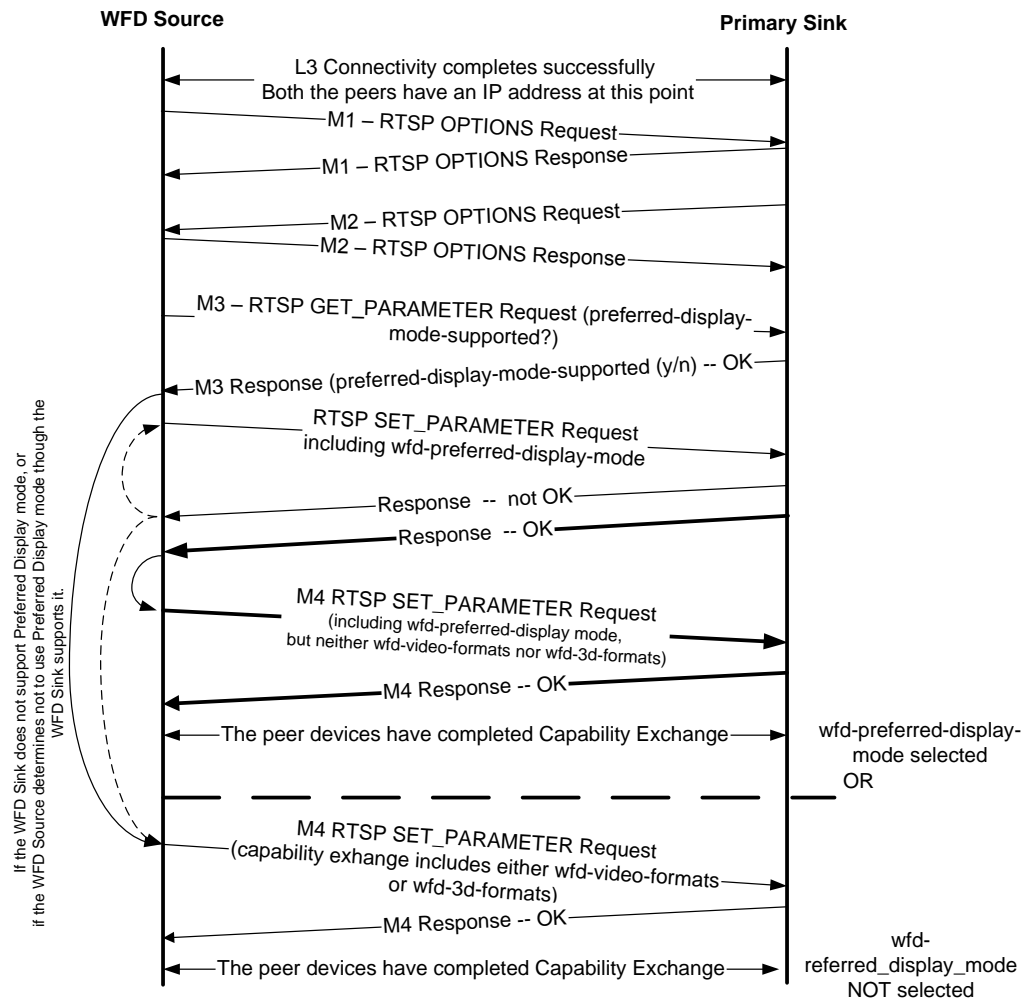 WFD Source
Primary Sink
L3 Connectivity completes successfully
Both the peers have an IP address at this point
M1 – RTSP OPTIONS Request
M1 – RTSP OPTIONS Response
M2 – RTSP OPTIONS Request
M2 – RTSP OPTIONS Response
M3 – RTSP GET_PARAMETER Request (preferred-display-
mode-supported?)
M3 Response (preferred-display-mode-supported (y/n) -- OK
RTSP SET_PARAMETER Request
including wfd-preferred-display-mode
Response -- not OK
Response -- OK
M4 RTSP SET_PARAMETER Request
(including wfd-preferred-display mode,
but neither wfd-video-formats nor wfd-3d-formats)
M4 Response -- OK
The peer devices have completed Capability Exchange
wfd-preferred-display-
mode selected
OR
If the WFD Sink does not support Preferred Display mode, or
if the WFD Source determines not to use Preferred Display mode though the
WFD Sink supports it.
M4 RTSP SET_PARAMETER Request
(capability exhange includes either wfd-video-formats
or wfd-3d-formats)
M4 Response -- OK
The peer devices have completed Capability Exchange
wfd-
referred_display_mode
NOT selected